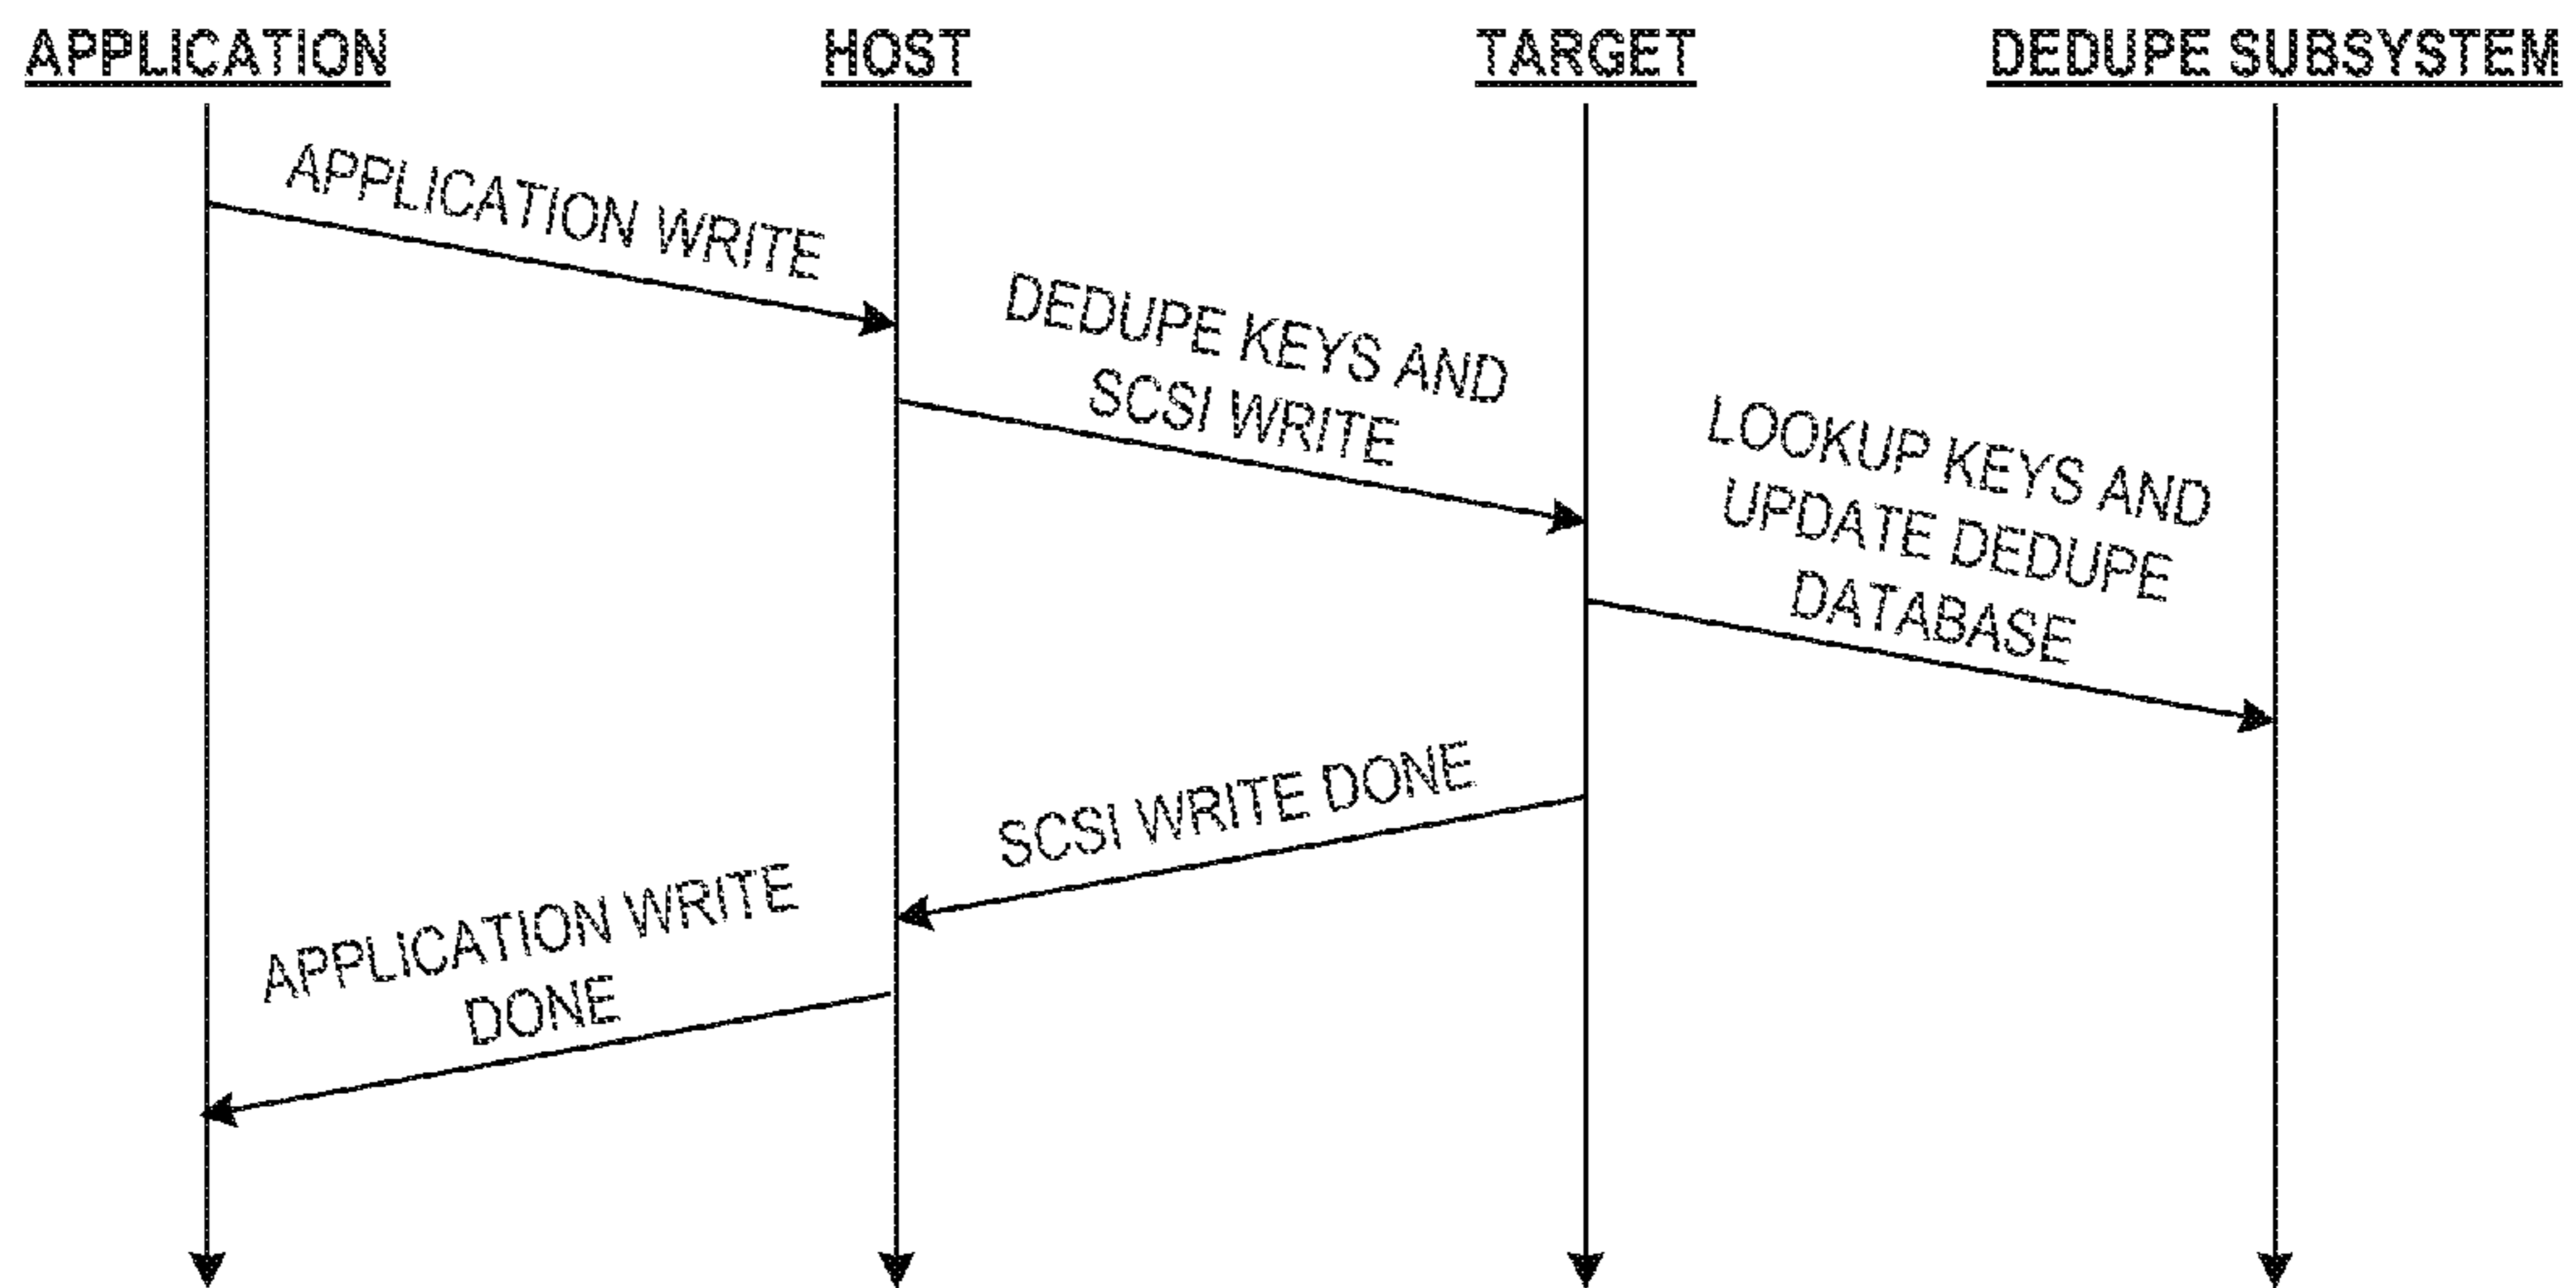 APPLICATION
HOST
TARGET
DEDUPE SUBSYSTEM
APPLICATION WRITE
DEDUPE KEYS AND
SCSI WRITE
LOOKUP KEYS AND
UPDATE DEDUPE
DATABASE
SCSI WRITE DONE
APPLICATION WRITE
DONE